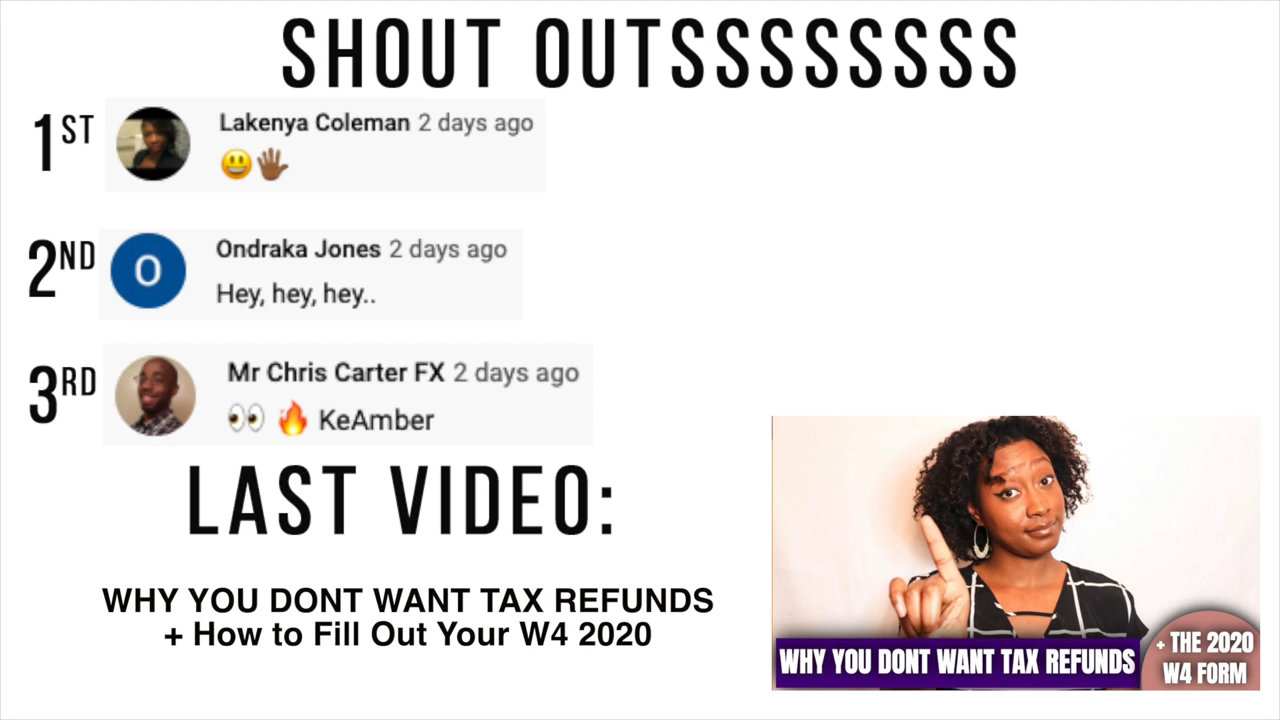 SHOUT OUTSSSSSSSS
1ST
Lakenya Coleman 2 days ago
😃🖐🏾
2ND
O
Ondraka Jones 2 days ago
Hey, hey, hey..
3RD
Mr Chris Carter FX 2 days ago
👀 🔥 KeAmber
LAST VIDEO:
WHY YOU DONT WANT TAX REFUNDS
+ How to Fill Out Your W4 2020
WHY YOU DONT WANT TAX REFUNDS
+ THE 2020
W4 FORM